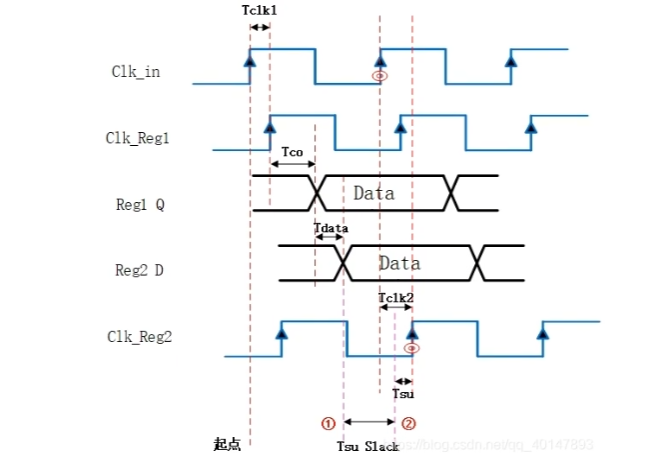 Tclk1
Clk_in
Clk_Reg1
Tco
Reg1 Q
Data
Tdata
Reg2 D
Data
Tclk2
Clk_Reg2
Tsu
① ②
起点
Tsu Slack
https://blog.csdn.net/qq_40147893